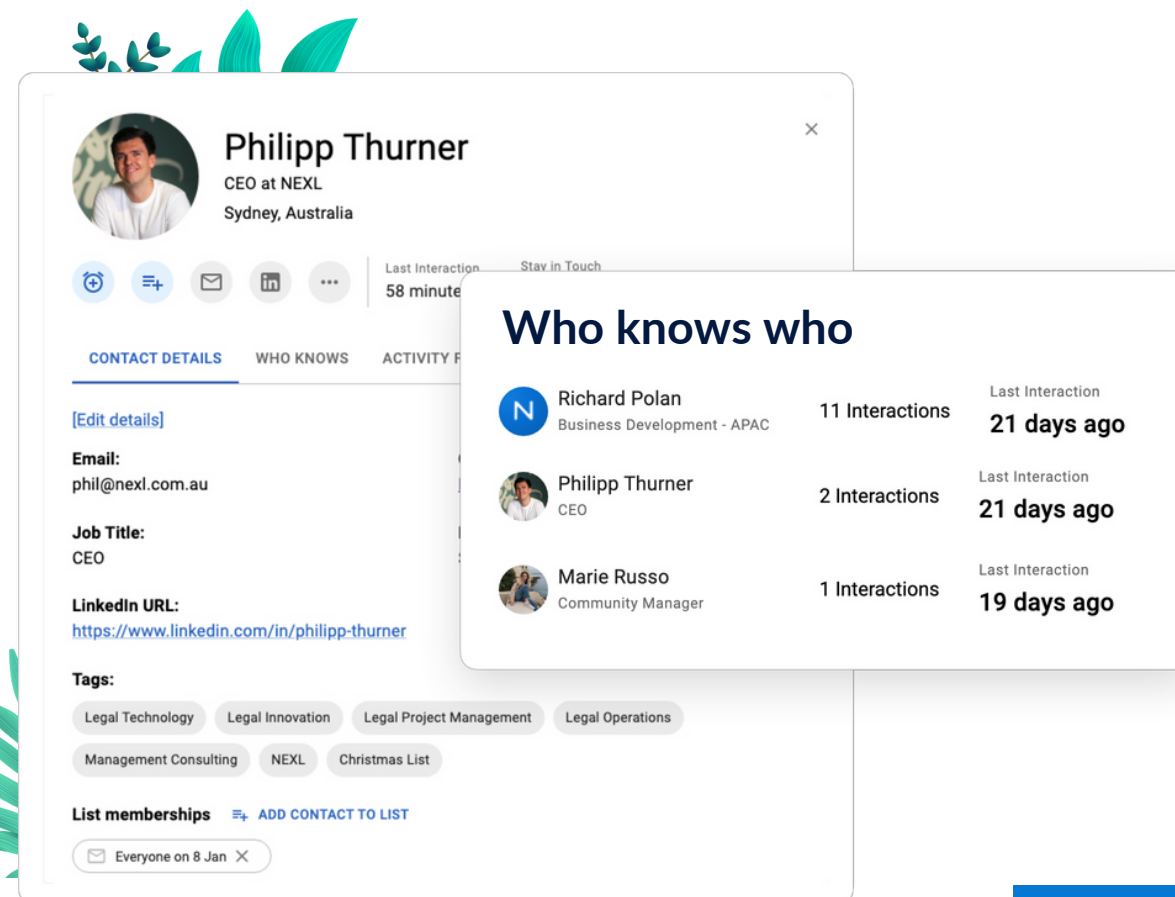 Philipp Thurner
CEO at NEXL
Sydney, Australia
Last Interaction
58 minute
Stay in Touch
CONTACT DETAILS WHO KNOWS ACTIVITY
[Edit details]
Email:
phil@nexl.com.au
Job Title:
CEO
LinkedIn URL:
https://www.linkedin.com/in/philipp-thurner
Tags:
Legal Technology Legal Innovation Legal Project Management Legal Operations
Management Consulting NEXL Christmas List
List memberships ADD CONTACT TO LIST
Everyone on 8 Jan
Who knows who
N
Richard Polan
Business Development - APAC
11 Interactions
Last Interaction
21 days ago
Philipp Thurner
CEO
2 Interactions
Last Interaction
21 days ago
Marie Russo
Community Manager
1 Interactions
Last Interaction
19 days ago